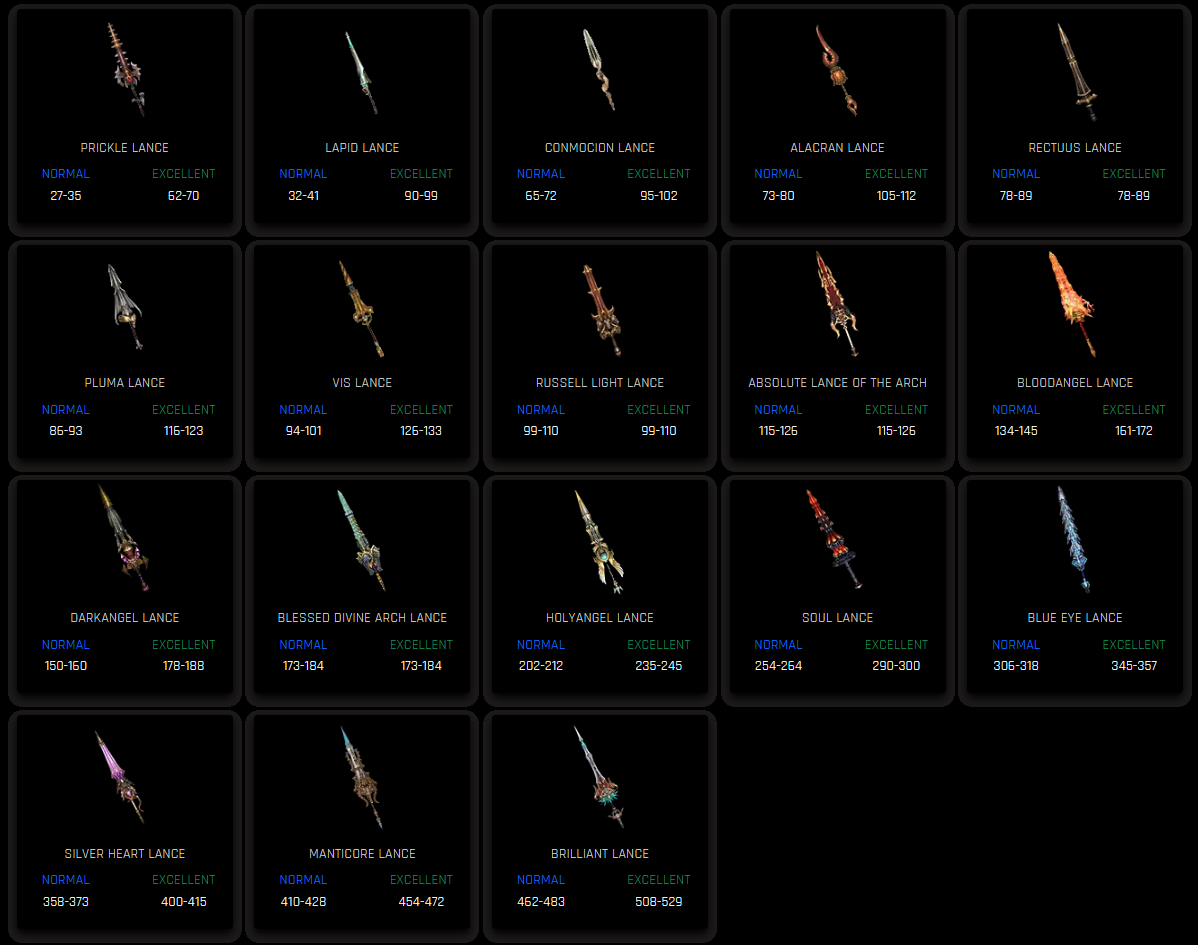 PRICKLE LANCE
NORMAL EXCELLENT
27-35 62-70
LAPID LANCE
NORMAL EXCELLENT
32-41 90-99
CONMOCION LANCE
NORMAL EXCELLENT
65-72 95-102
ALACRAN LANCE
NORMAL EXCELLENT
73-80 105-112
RECTUUS LANCE
NORMAL EXCELLENT
78-89 78-89
PLUMA LANCE
NORMAL EXCELLENT
86-93 116-123
VIS LANCE
NORMAL EXCELLENT
94-101 126-133
RUSSELL LIGHT LANCE
NORMAL EXCELLENT
99-110 99-110
ABSOLUTE LANCE OF THE ARCH
NORMAL EXCELLENT
115-126 115-126
BLOODANGEL LANCE
NORMAL EXCELLENT
134-145 161-172
DARKANGEL LANCE
NORMAL EXCELLENT
150-160 178-188
BLESSED DIVINE ARCH LANCE
NORMAL EXCELLENT
173-184 173-184
HOLYANGEL LANCE
NORMAL EXCELLENT
202-212 235-245
SOUL LANCE
NORMAL EXCELLENT
254-264 290-300
BLUE EYE LANCE
NORMAL EXCELLENT
306-318 345-357
SILVER HEART LANCE
NORMAL EXCELLENT
358-373 400-415
MANTICORE LANCE
NORMAL EXCELLENT
410-428 454-472
BRILLIANT LANCE
NORMAL EXCELLENT
462-483 508-529